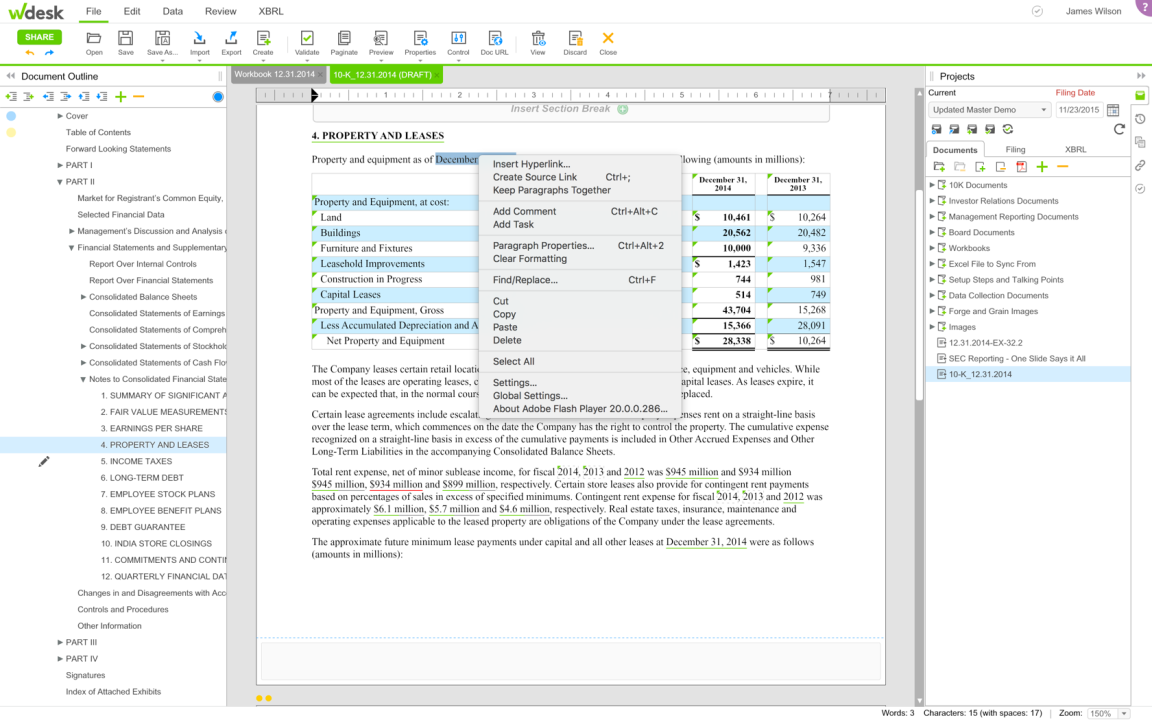 wdesk
File Edit Data Review XBRL
James Wilson
?
SHARE
Open Save Save As... Import Export Create Validate Paginate Preview Properties Control Doc URL View Discard Close
Document Outline
Workbook 12.31.2014
10-K_12.31.2014 (DRAFT)
Projects
Cover
Table of Contents
Forward Looking Statements
PART I
PART II
Market for Registrant's Common Equity,
Selected Financial Data
Management's Discussion and Analysis
Financial Statements and Supplementary
Report Over Internal Controls
Report Over Financial Statements
Consolidated Balance Sheets
Consolidated Statements of Earnings
Consolidated Statements of Compreh
Consolidated Statements of Stockhol
Consolidated Statements of Cash Flo
Notes to Consolidated Financial State
1. SUMMARY OF SIGNIFICANT A
2. FAIR VALUE MEASUREMENTS
3. EARNINGS PER SHARE
4. PROPERTY AND LEASES
5. INCOME TAXES
6. LONG-TERM DEBT
7. EMPLOYEE STOCK PLANS
8. EMPLOYEE BENEFIT PLANS
9. DEBT GUARANTEE
10. INDIA STORE CLOSINGS
11. COMMITMENTS AND CONTI
12. QUARTERLY FINANCIAL DAT
Changes in and Disagreements with Acc
Controls and Procedures
Other Information
PART III
PART IV
Signatures
Index of Attached Exhibits
1 2 3 4 5 6 7
Insert Section Break
4. PROPERTY AND LEASES
Property and equipment as of December
llowing (amounts in millions):
December 31, 2014 December 31, 2013
Property and Equipment, at cost:
Land $ 10,461 $ 10,264
Buildings 20,562 20,482
Furniture and Fixtures 10,000 9,336
Leasehold Improvements $ 1,423 1,547
Construction in Progress 744 981
Capital Leases 514 749
Property and Equipment, Gross 43,704 15,268
Less Accumulated Depreciation and A 15,366 28,091
Net Property and Equipment $ 28,338 $ 10,264
Insert Hyperlink...
Create Source Link Ctrl+;
Keep Paragraphs Together
Add Comment Ctrl+Alt+C
Add Task
Paragraph Properties... Ctrl+Alt+2
Clear Formatting
Find/Replace... Ctrl+F
Cut
Copy
Paste
Delete
Select All
Settings...
Global Settings...
About Adobe Flash Player 20.0.0.286...
The Company leases certain retail locati e, equipment and vehicles. While
most of the leases are operating leases, c apital leases. As leases expire, it
can be expected that, in the normal cours placed.
Certain lease agreements include escalat enses rent on a straight-line basis
over the lease term, which commences on the date the Company has the right to control the property. The cumulative expense
recognized on a straight-line basis in excess of the cumulative payments is included in Other Accrued Expenses and Other
Long-Term Liabilities in the accompanying Consolidated Balance Sheets.
Total rent expense, net of minor sublease income, for fiscal 2014, 2013 and 2012 was $945 million and $934 million
$945 million, $934 million and $899 million, respectively. Certain store leases also provide for contingent rent payments
based on percentages of sales in excess of specified minimums. Contingent rent expense for fiscal 2014, 2013 and 2012 was
approximately $6.1 million, $5.7 million and $4.6 million, respectively. Real estate taxes, insurance, maintenance and
operating expenses applicable to the leased property are obligations of the Company under the lease agreements.
The approximate future minimum lease payments under capital and all other leases at December 31, 2014 were as follows
(amounts in millions):
Current Filing Date
Updated Master Demo 11/23/2015
Documents Filing XBRL
10K Documents
Investor Relations Documents
Management Reporting Documents
Board Documents
Workbooks
Excel File to Sync From
Setup Steps and Talking Points
Data Collection Documents
Forge and Grain Images
Images
12.31.2014-EX-32.2
SEC Reporting - One Slide Says it All
10-K_12.31.2014
Words: 3 Characters: 15 (with spaces: 17) Zoom: 150%